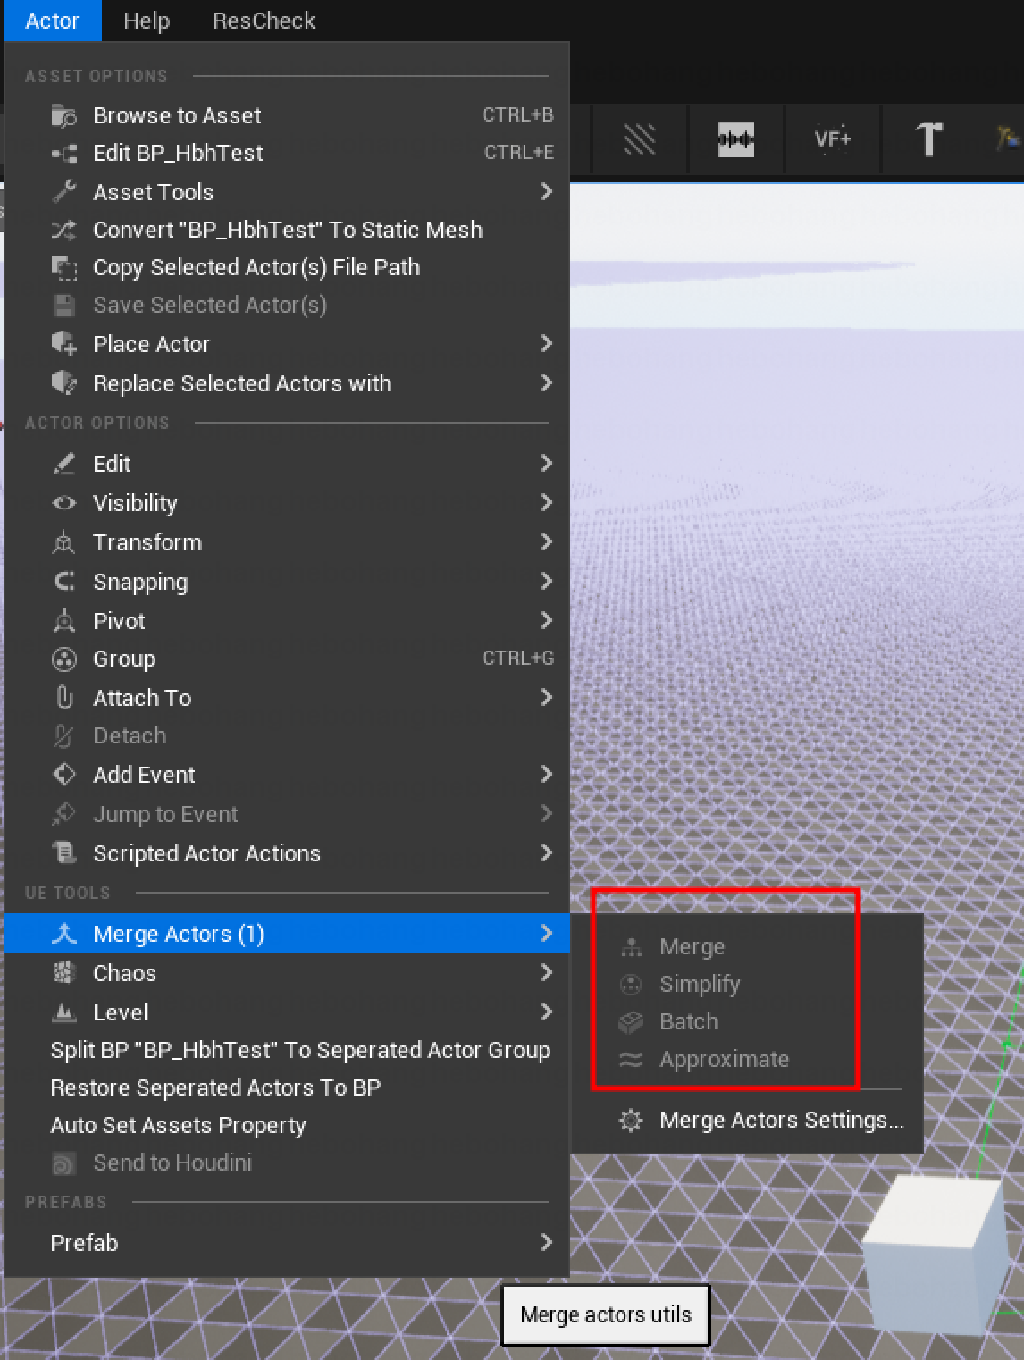 Actor Help ResCheck
ASSET OPTIONS
Browse to Asset CTRL+B
Edit BP_HbhTest CTRL+E
Asset Tools
Convert "BP_HbhTest" To Static Mesh
Copy Selected Actor(s) File Path
Save Selected Actor(s)
Place Actor
Replace Selected Actors with
ACTOR OPTIONS
Edit
Visibility
Transform
Snapping
Pivot
Group CTRL+G
Attach To
Detach
Add Event
Jump to Event
Scripted Actor Actions
UE TOOLS
Merge Actors (1)
Chaos
Level
Split BP "BP_HbhTest" To Seperated Actor Group
Restore Seperated Actors To BP
Auto Set Assets Property
Send to Houdini
PREFABS
Prefab
VF+
Merge
Simplify
Batch
Approximate
Merge Actors Settings...
Merge actors utils